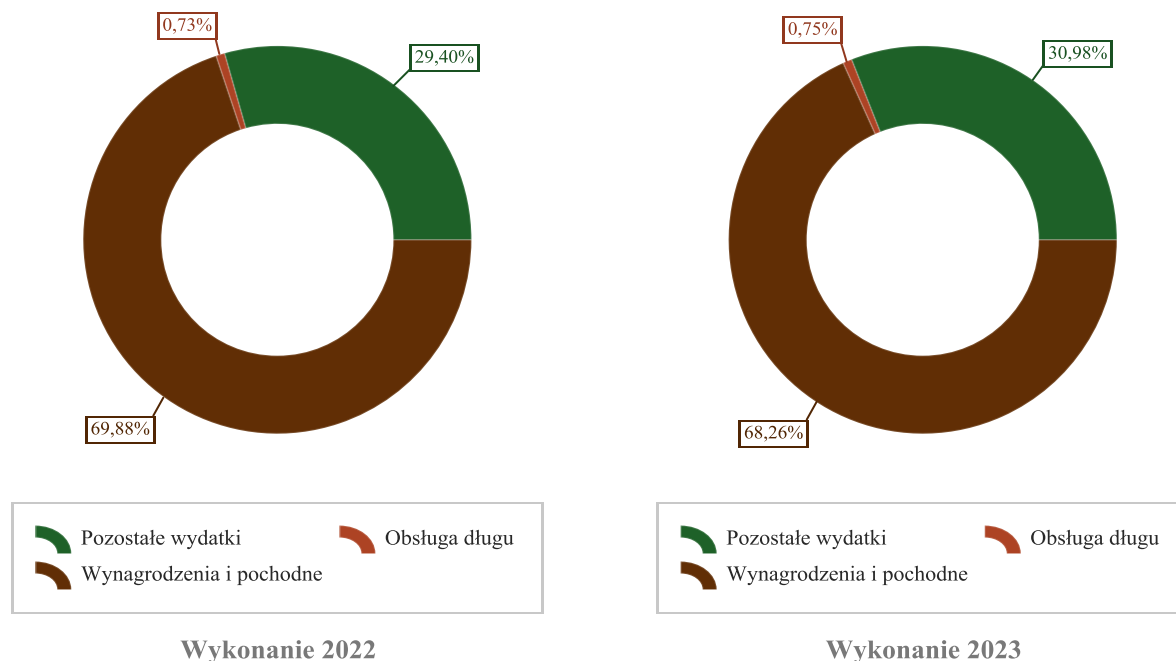 0,73%
29,40%
69,88%
Pozostałe wydatki
Obsługa długu
Wynagrodzenia i pochodne
Wykonanie 2022
0,75%
30,98%
68,26%
Pozostałe wydatki
Obsługa długu
Wynagrodzenia i pochodne
Wykonanie 2023